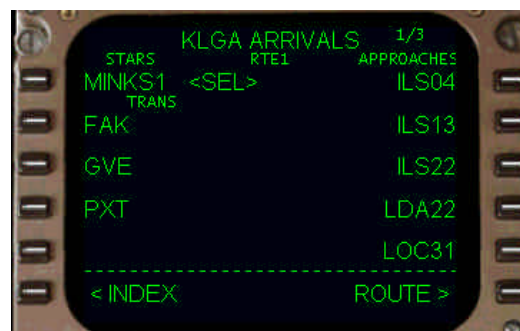 KLGA ARRIVALS 1/3
STARS RTE1 APPROACHES
MINKS1 <SEL> ILS04
TRANS
FAK ILS13
GVE ILS22
PXT LDA22
LOC31
------------------------------------
< INDEX ROUTE >